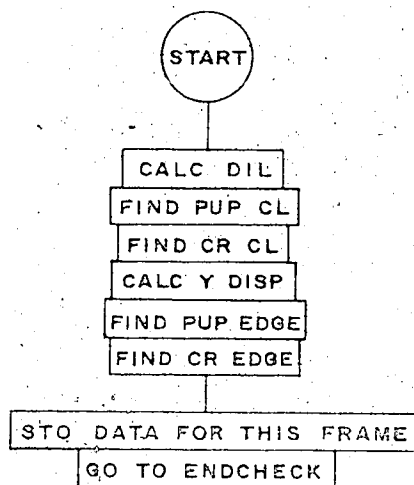 START
CALC DIL
FIND PUP CL
FIND CR CL
CALC Y DISP
FIND PUP EDGE
FIND CR EDGE
STO DATA FOR THIS FRAME
GO TO ENDCHECK